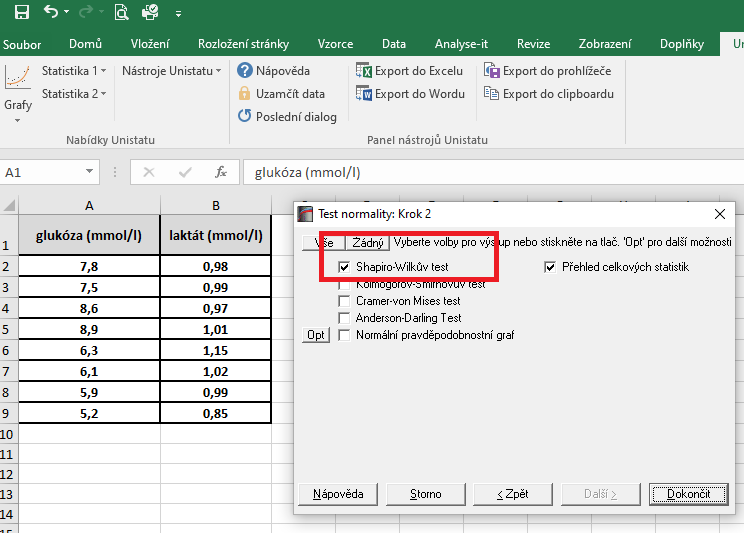 Soubor Domů Vložení Rozložení stránky Vzorce Data Analyse-it Revize Zobrazení Doplňky Un
Grafy
Statistika 1
Statistika 2
Nástroje Unistatu
Nabídky Unistatu
Nápověda
Uzamčít data
Poslední dialog
Export do Excelu
Export do Wordu
Export do prohlížeče
Export do clipboardu
Panel nástrojů Unistatu
A1 fx glukóza (mmol/l)
A B
1 glukóza (mmol/l) laktát (mmol/l)
2 7,8 0,98
3 7,5 0,99
4 8,6 0,97
5 8,9 1,01
6 6,3 1,15
7 6,1 1,02
8 5,9 0,99
9 5,2 0,85
10
11
12
13
14
Test normality: Krok 2
Vše Žádný Vyberte volby pro výstup nebo stiskněte na tlač. 'Opt' pro další možnosti
Shapiro-Wilkův test Přehled celkových statistik
Kolmogorov-Smirnovův test
Cramer-von Mises test
Anderson-Darling Test
Opt Normální pravděpodobnostní graf
Nápověda Storno < Zpět Další > Dokončit